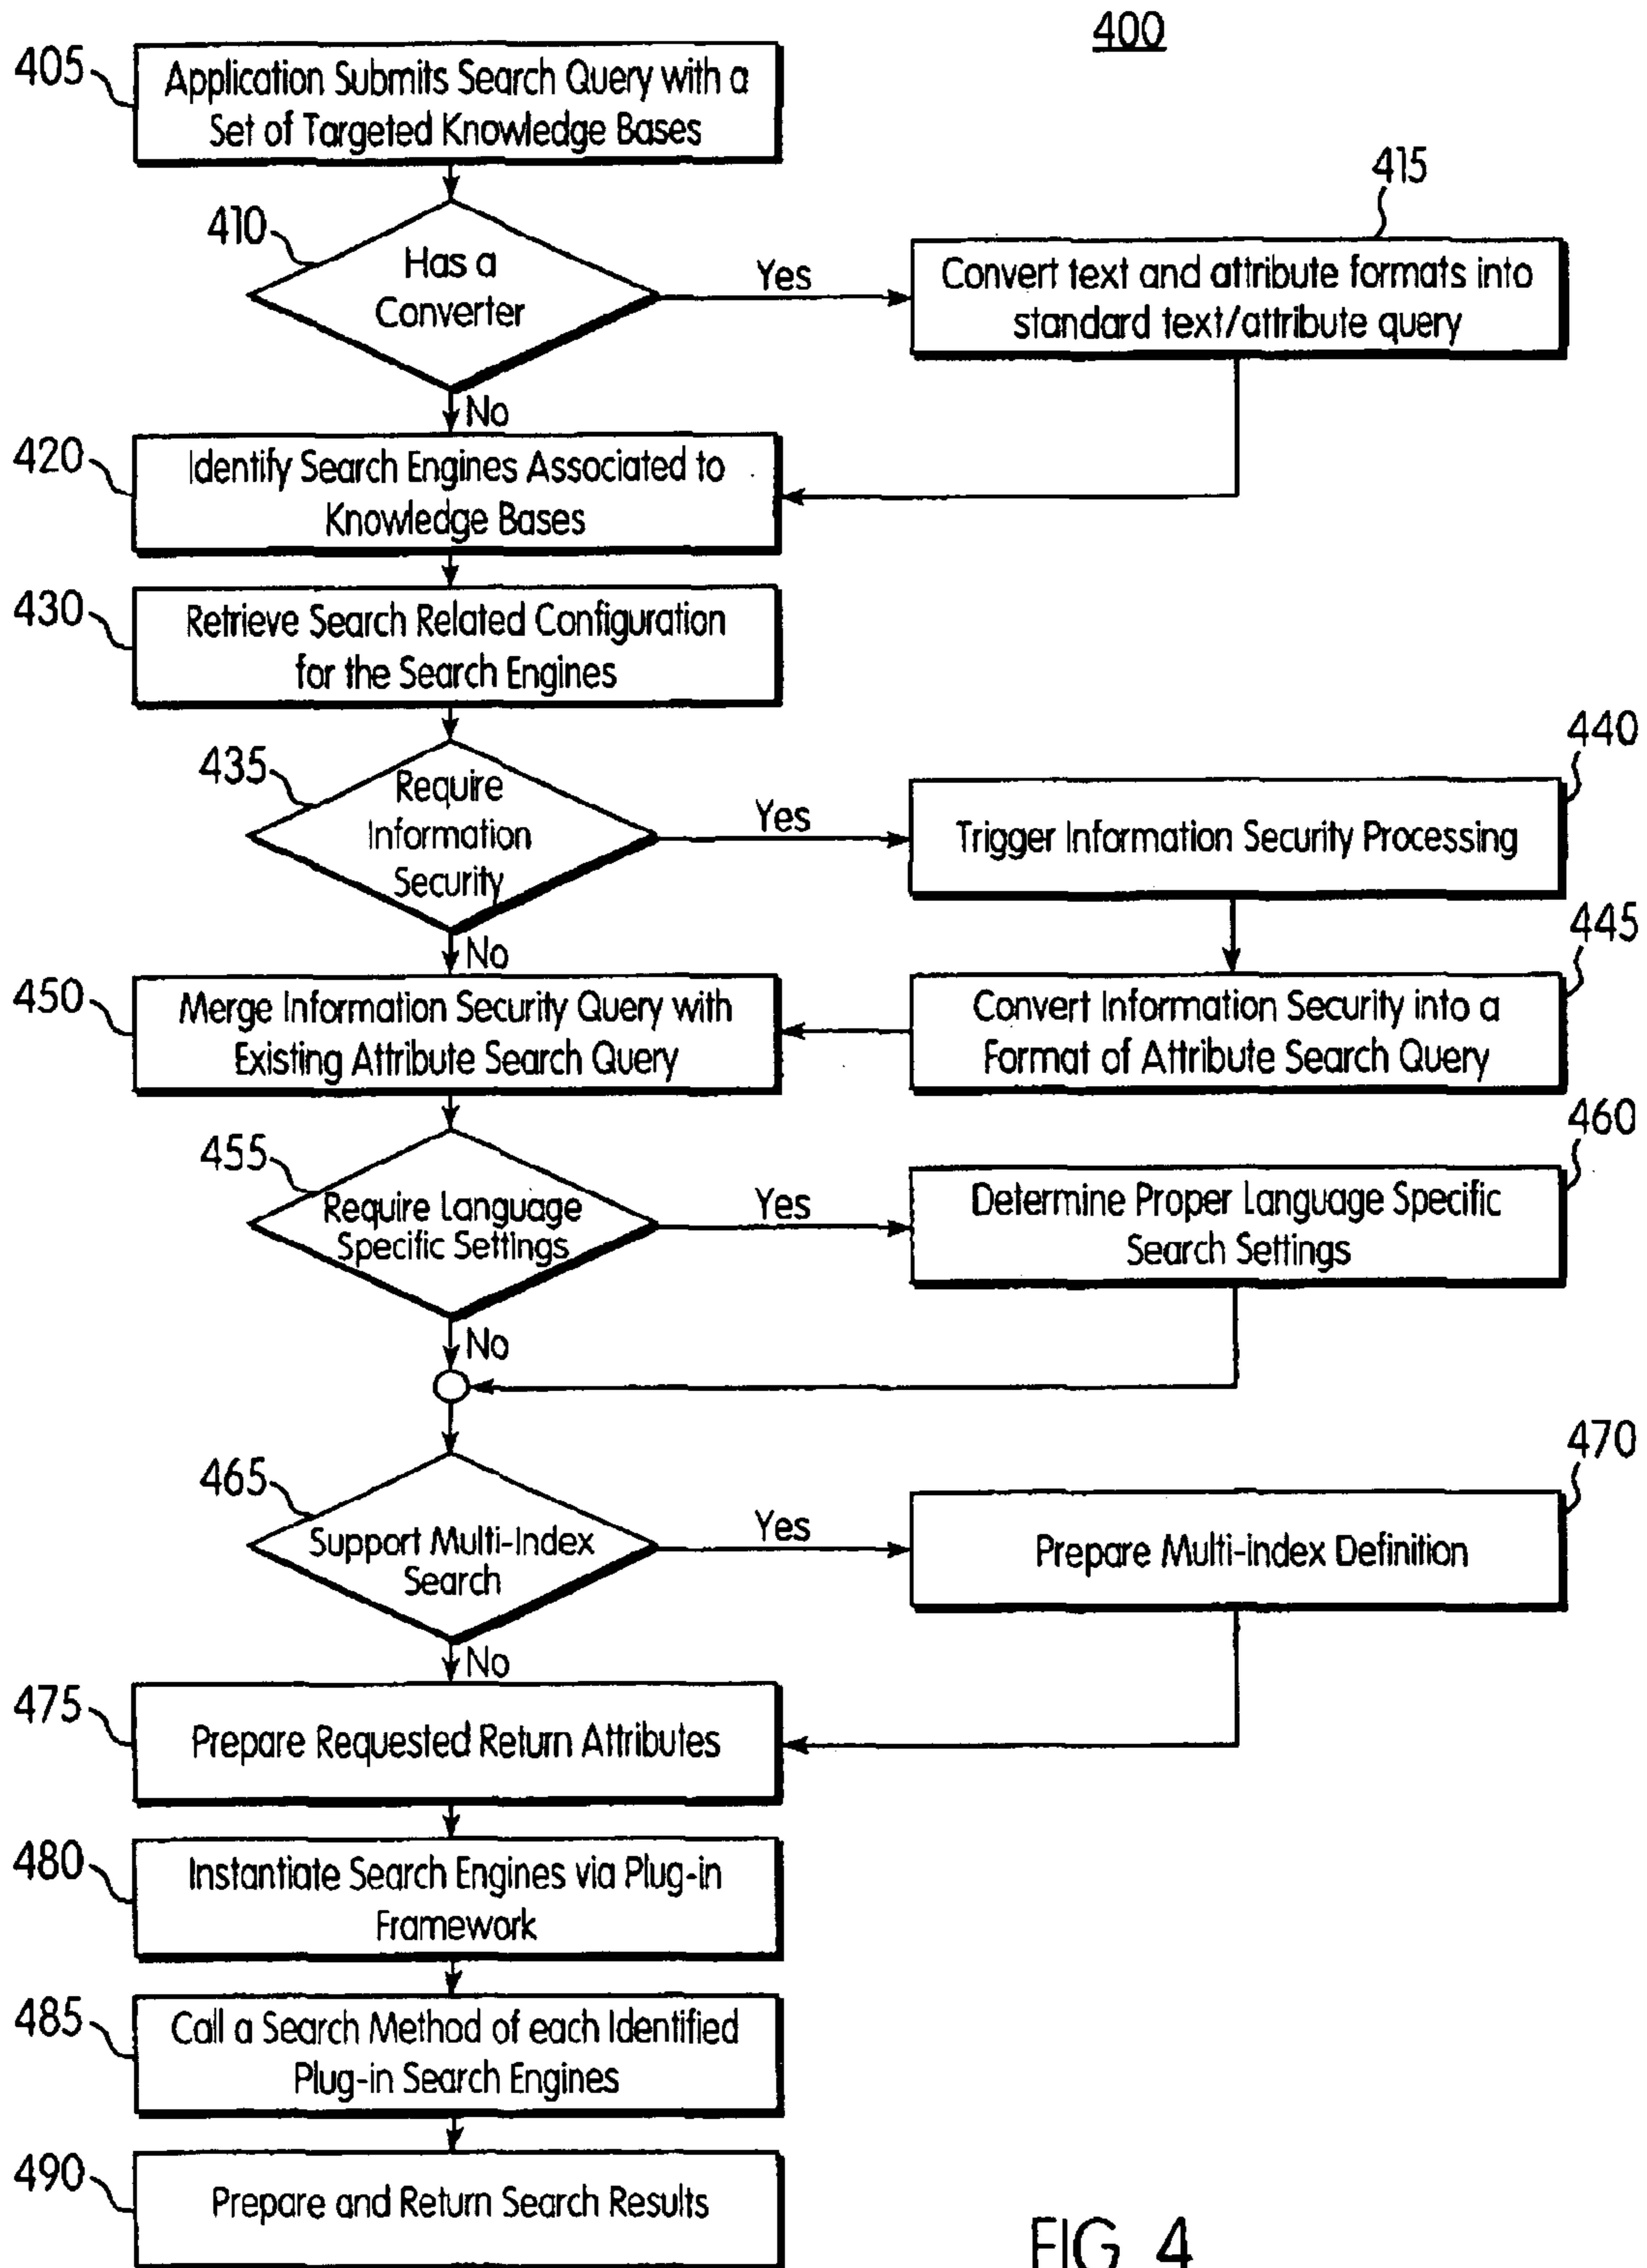 400
405
Application Submits Search Query with a
Set of Targeted Knowledge Bases
410
Has a
Converter
Yes
415
Convert text and attribute formats into
standard text/attribute query
No
420
Identify Search Engines Associated to
Knowledge Bases
430
Retrieve Search Related Configuration
for the Search Engines
435
Require
Information
Security
Yes
440
Trigger Information Security Processing
No
445
Convert Information Security into a
Format of Attribute Search Query
450
Merge Information Security Query with
Existing Attribute Search Query
455
Require Language
Specific Settings
Yes
460
Determine Proper Language Specific
Search Settings
No
465
Support Multi-Index
Search
Yes
470
Prepare Multi-index Definition
No
475
Prepare Requested Return Attributes
480
Instantiate Search Engines via Plug-in
Framework
485
Call a Search Method of each Identified
Plug-in Search Engines
490
Prepare and Return Search Results
FIG. 4